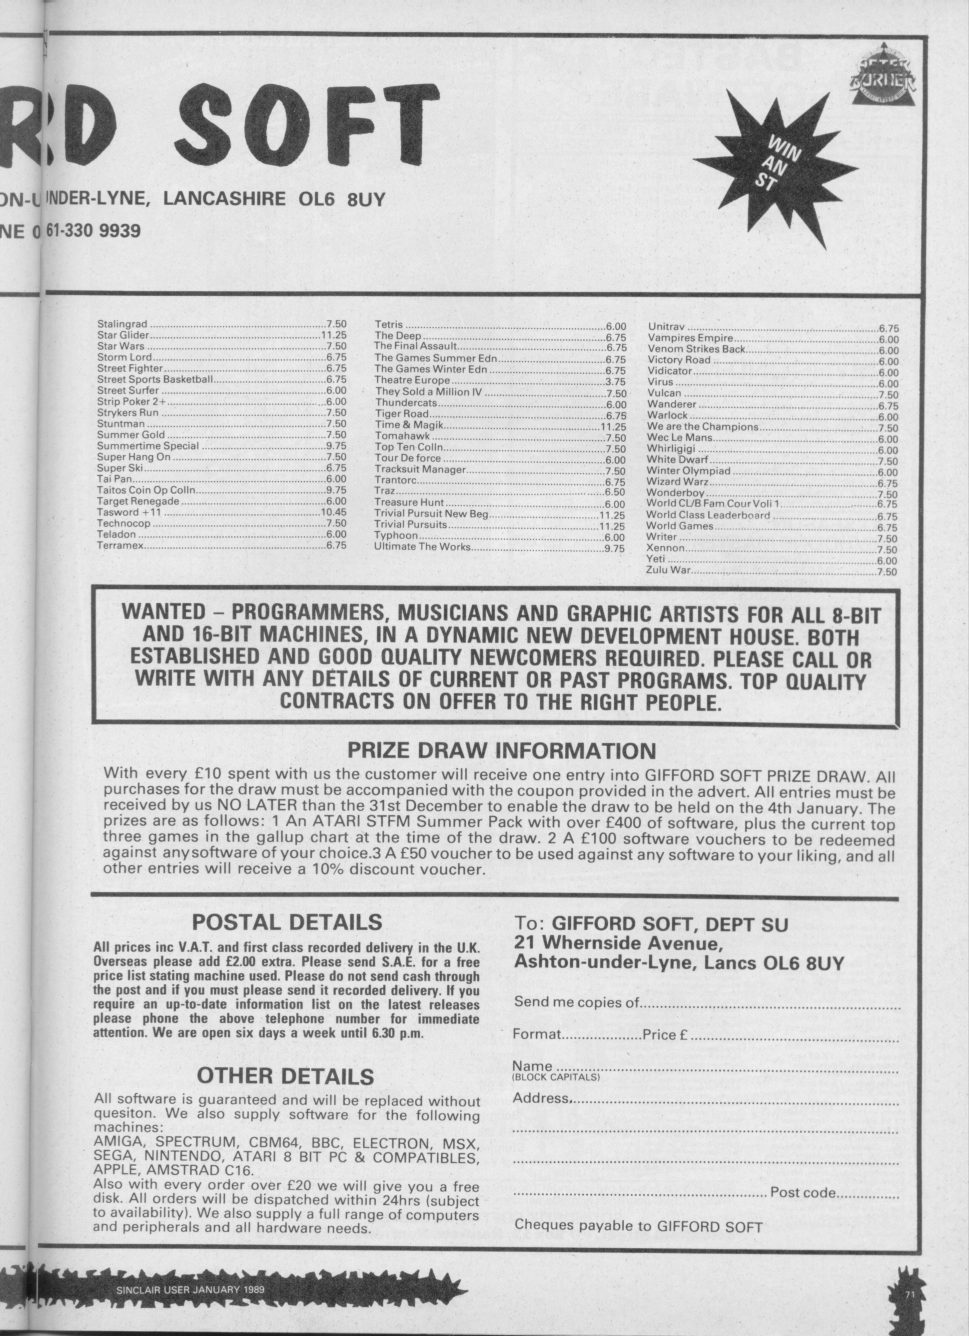 RD SOFT
ON-UNDER-LYNE, LANCASHIRE OL6 8UY
NE 061-330 9939
WIN
AN
ST
AFTER
BURNER
Stalingrad 7.50
Star Glider 11.25
Star Wars 7.50
Storm Lord 6.75
Street Fighter 6.75
Street Sports Basketball 6.75
Street Surfer 6.00
Strip Poker 2+ 6.00
Strykers Run 7.50
Stuntman 7.50
Summer Gold 7.50
Summertime Special 9.75
Super Hang On 7.50
Super Ski 6.75
Tai Pan 6.00
Taitos Coin Op Colln 9.75
Target Renegade 6.00
Tasword +11 10.45
Technocop 7.50
Teladon 6.00
Terramex 6.75
Tetris 6.00
The Deep 6.75
The Final Assault 6.75
The Games Summer Edn 6.75
The Games Winter Edn 6.75
Theatre Europe 3.75
They Sold a Million IV 7.50
Thundercats 6.00
Tiger Road 6.75
Time & Magik 11.25
Tomahawk 7.50
Top Ten Colln 7.50
Tour De force 6.00
Tracksuit Manager 7.50
Trantorc 6.75
Traz 6.50
Treasure Hunt 6.00
Trivial Pursuit New Beg 11.25
Trivial Pursuits 11.25
Typhoon 6.00
Ultimate The Works 9.75
Unitrav 6.75
Vampires Empire 6.00
Venom Strikes Back 6.00
Victory Road 6.00
Vidicator 6.00
Virus 6.00
Vulcan 7.50
Wanderer 6.75
Warlock 6.00
We are the Champions 7.50
Wec Le Mans 6.00
Whirligigi 6.00
White Dwarf 7.50
Winter Olympiad 6.00
Wizard Warz 6.75
Wonderboy 7.50
World CL/B Fam Cour Voli 1 6.75
World Class Leaderboard 6.75
World Games 6.75
Writer 7.50
Xennon 7.50
Yeti 6.00
Zulu War 7.50
WANTED – PROGRAMMERS, MUSICIANS AND GRAPHIC ARTISTS FOR ALL 8-BIT
AND 16-BIT MACHINES, IN A DYNAMIC NEW DEVELOPMENT HOUSE. BOTH
ESTABLISHED AND GOOD QUALITY NEWCOMERS REQUIRED. PLEASE CALL OR
WRITE WITH ANY DETAILS OF CURRENT OR PAST PROGRAMS. TOP QUALITY
CONTRACTS ON OFFER TO THE RIGHT PEOPLE.
PRIZE DRAW INFORMATION
With every £10 spent with us the customer will receive one entry into GIFFORD SOFT PRIZE DRAW. All
purchases for the draw must be accompanied with the coupon provided in the advert. All entries must be
received by us NO LATER than the 31st December to enable the draw to be held on the 4th January. The
prizes are as follows: 1 An ATARI STFM Summer Pack with over £400 of software, plus the current top
three games in the gallup chart at the time of the draw. 2 A £100 software vouchers to be redeemed
against anysoftware of your choice.3 A £50 voucher to be used against any software to your liking, and all
other entries will receive a 10% discount voucher.
POSTAL DETAILS
All prices inc V.A.T. and first class recorded delivery in the U.K.
Overseas please add £2.00 extra. Please send S.A.E. for a free
price list stating machine used. Please do not send cash through
the post and if you must please send it recorded delivery. If you
require an up-to-date information list on the latest releases
please phone the above telephone number for immediate
attention. We are open six days a week until 6.30 p.m.
OTHER DETAILS
All software is guaranteed and will be replaced without
quesiton. We also supply software for the following
machines:
AMIGA, SPECTRUM, CBM64, BBC, ELECTRON, MSX,
SEGA, NINTENDO, ATARI 8 BIT PC & COMPATIBLES,
APPLE, AMSTRAD C16.
Also with every order over £20 we will give you a free
disk. All orders will be dispatched within 24hrs (subject
to availability). We also supply a full range of computers
and peripherals and all hardware needs.
To: GIFFORD SOFT, DEPT SU
21 Whernside Avenue,
Ashton-under-Lyne, Lancs OL6 8UY
Send me copies of
Format Price £
Name
(BLOCK CAPITALS)
Address
Post code
Cheques payable to GIFFORD SOFT
SINCLAIR USER JANUARY 1989
71